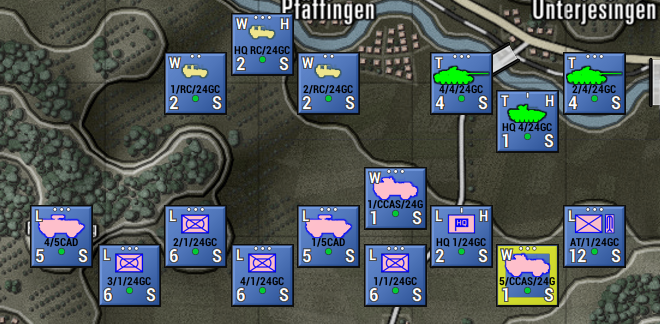 Pfäffingen
Unterjesingen
W H
HQ RC/24GC
2 S
W
1/RC/24GC
2 S
W
2/RC/24GC
2 S
T
4/4/24GC
4 S
T
2/4/24GC
4 S
T H
HQ 4/24GC
1 S
W
1/CCAS/24G
1 S
L
4/5CAD
5 S
L
2/1/24GC
6 S
L
1/5CAD
5 S
L H
HQ 1/24GC
2 S
L
AT/1/24GC
12 S
L
3/1/24GC
6 S
L
4/1/24GC
6 S
L
1/1/24GC
6 S
W
5/CCAS/24G
1 S